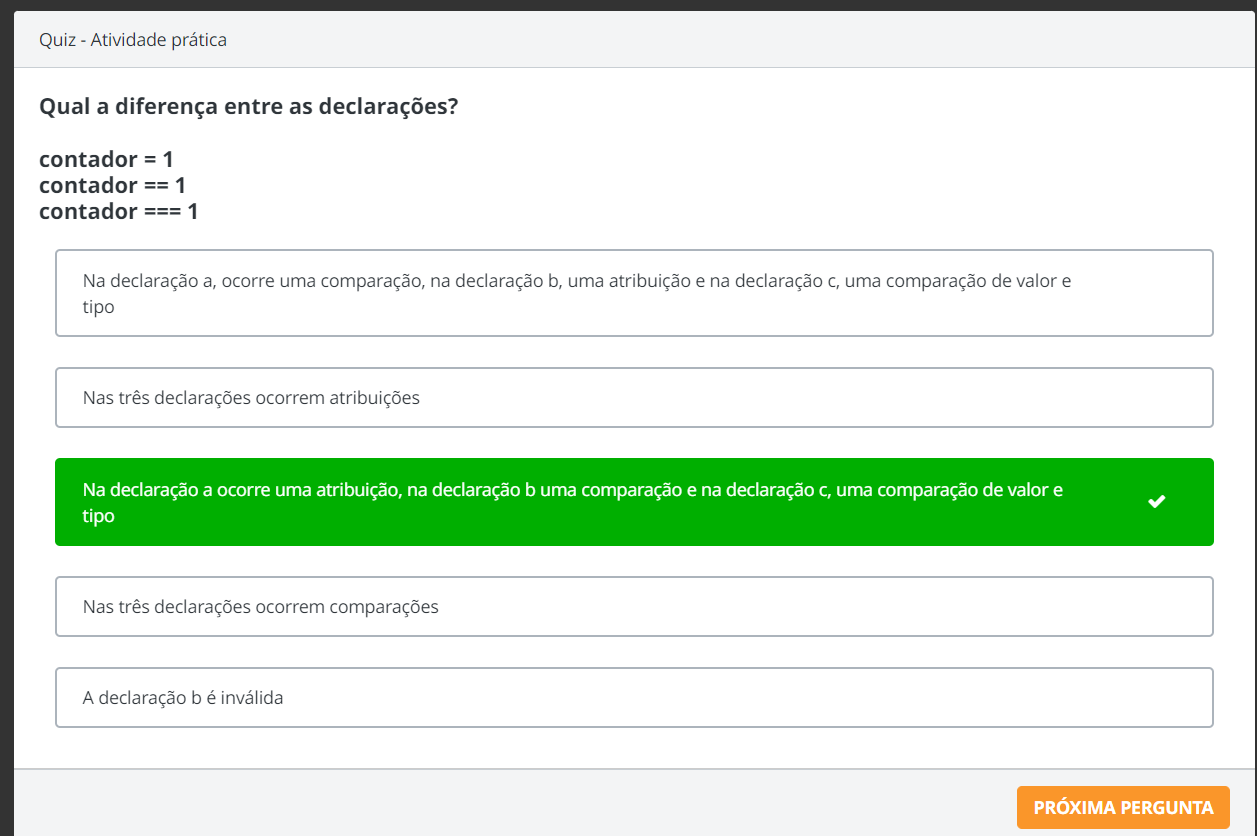 Quiz - Atividade prática
Qual a diferença entre as declarações?
contador = 1
contador == 1
contador === 1
Na declaração a, ocorre uma comparação, na declaração b, uma atribuição e na declaração c, uma comparação de valor e
tipo
Nas três declarações ocorrem atribuições
Na declaração a ocorre uma atribuição, na declaração b uma comparação e na declaração c, uma comparação de valor e
tipo
Nas três declarações ocorrem comparações
A declaração b é inválida
PRÓXIMA PERGUNTA